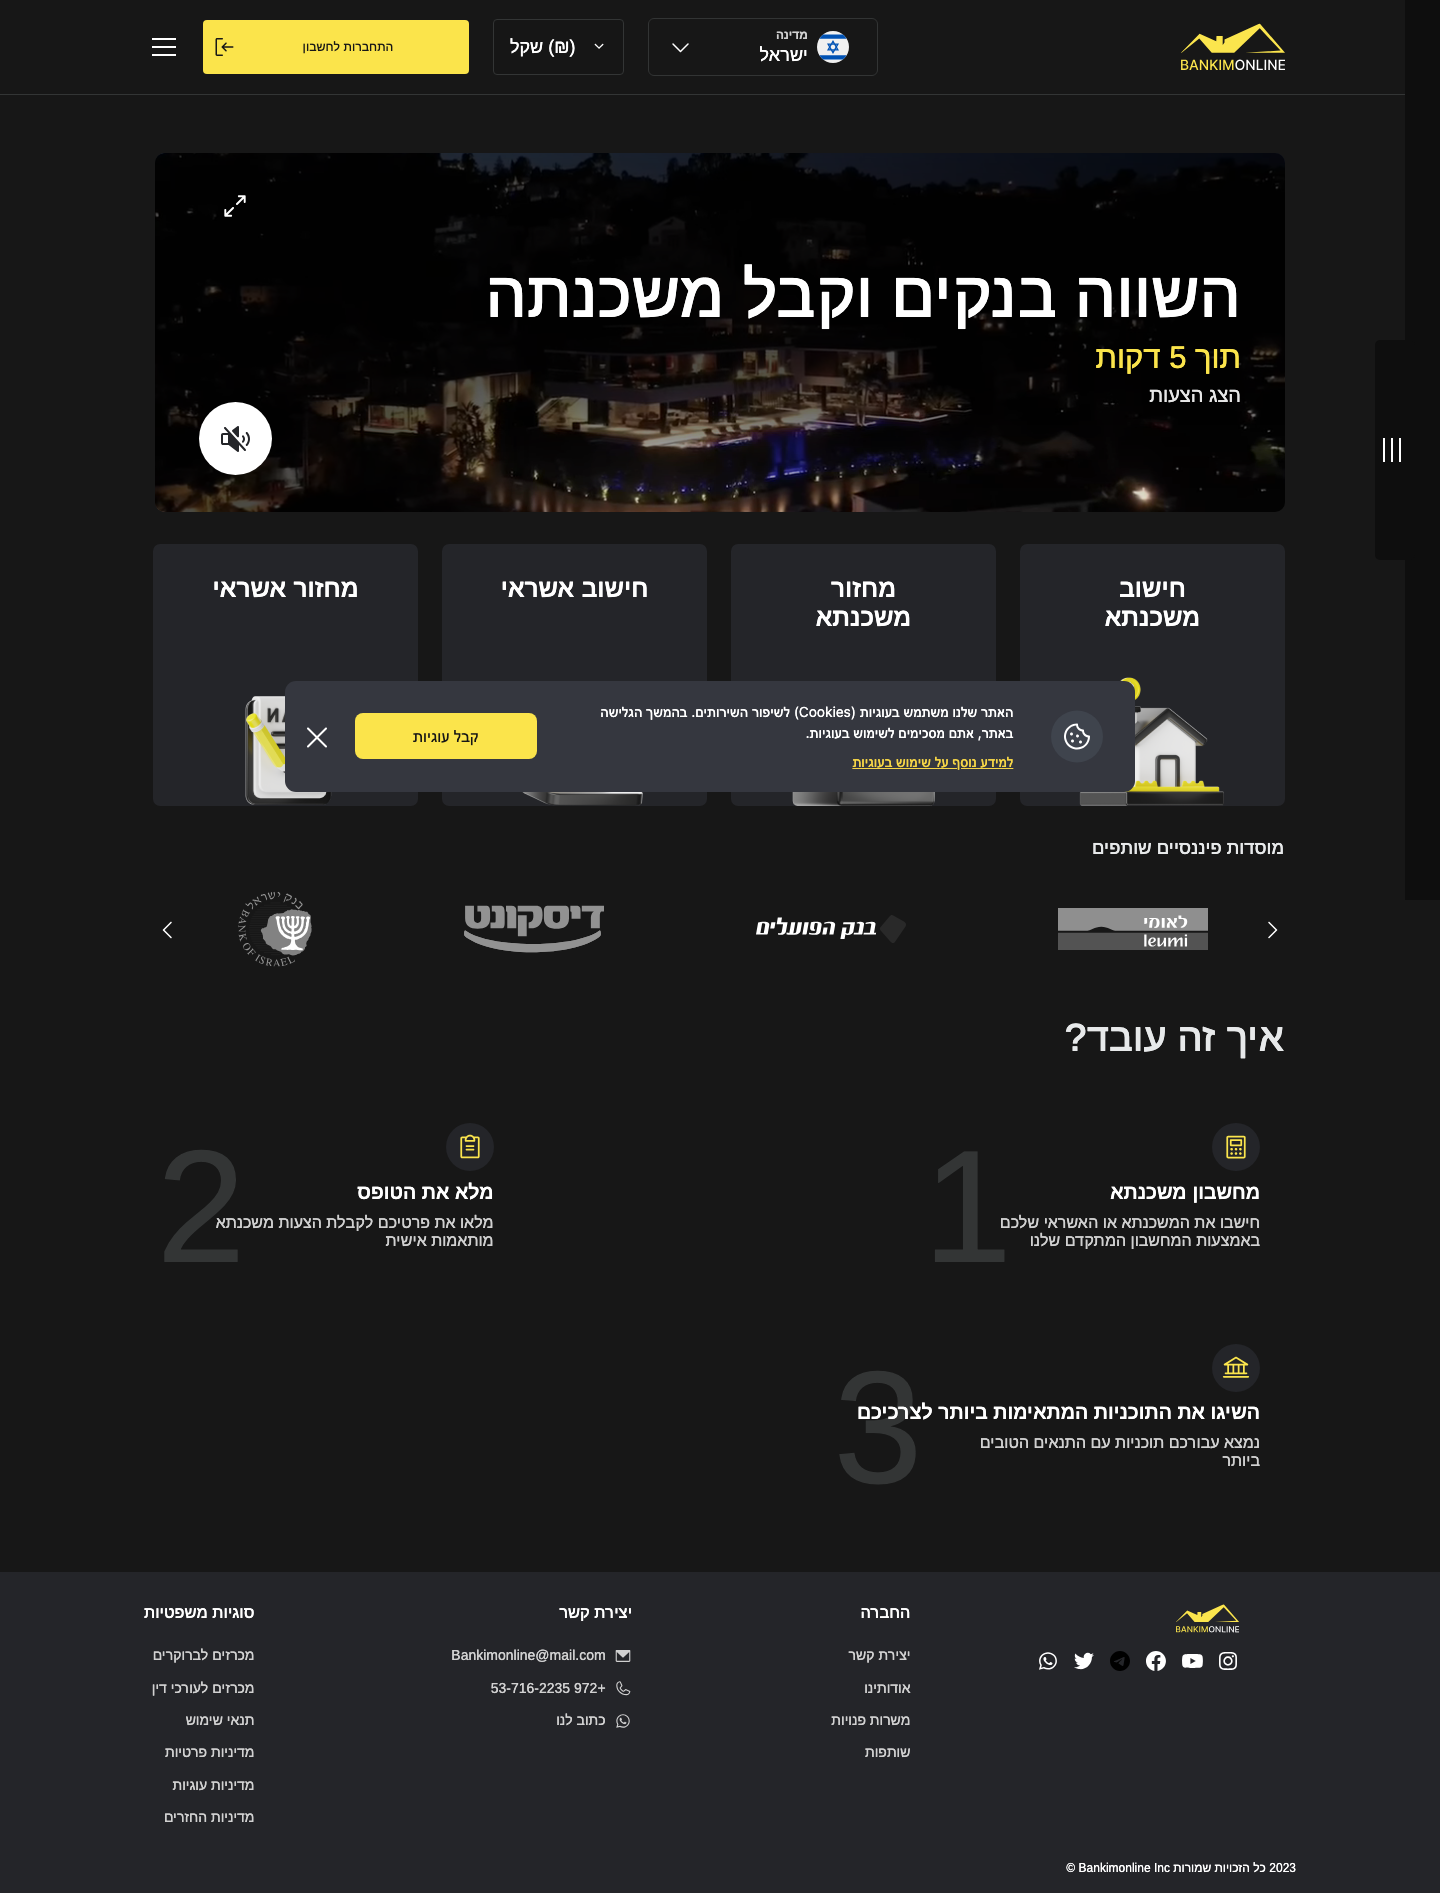 BANKIMONLINE
מדינה
ישראל
(₪) שקל
התחברות לחשבון
השווה בנקים וקבל משכנתה
תוך 5 דקות
הצג הצעות
חישוב
משכנתא
מחזור
משכנתא
חישוב אשראי
מחזור אשראי
האתר שלנו משתמש בעוגיות (Cookies) לשיפור השירותים. בהמשך הגלישה
באתר, אתם מסכימים לשימוש בעוגיות.
למידע נוסף על שימוש בעוגיות
קבל עוגיות
מוסדות פיננסיים שותפים
לאומי
leumi
בנק הפועלים
דיסקונט
בנק ישראל BANK OF ISRAEL
איך זה עובד?
1
מחשבון משכנתא
חישבו את המשכנתא או האשראי שלכם
באמצעות המחשבון המתקדם שלנו
2
מלא את הטופס
מלאו את פרטיכם לקבלת הצעות משכנתא
מותאמות אישית
3
השיגו את התוכניות המתאימות ביותר לצרכיכם
נמצא עבורכם תוכניות עם התנאים הטובים
ביותר
BANKIMONLINE
החברה
יצירת קשר
אודותינו
משרות פנויות
שותפות
יצירת קשר
Bankimonline@mail.com
53-716-2235 972+
כתוב לנו
סוגיות משפטיות
מכרזים לברוקרים
מכרזים לעורכי דין
תנאי שימוש
מדיניות פרטיות
מדיניות עוגיות
מדיניות החזרים
2023 כל הזכויות שמורות Bankimonline Inc ©